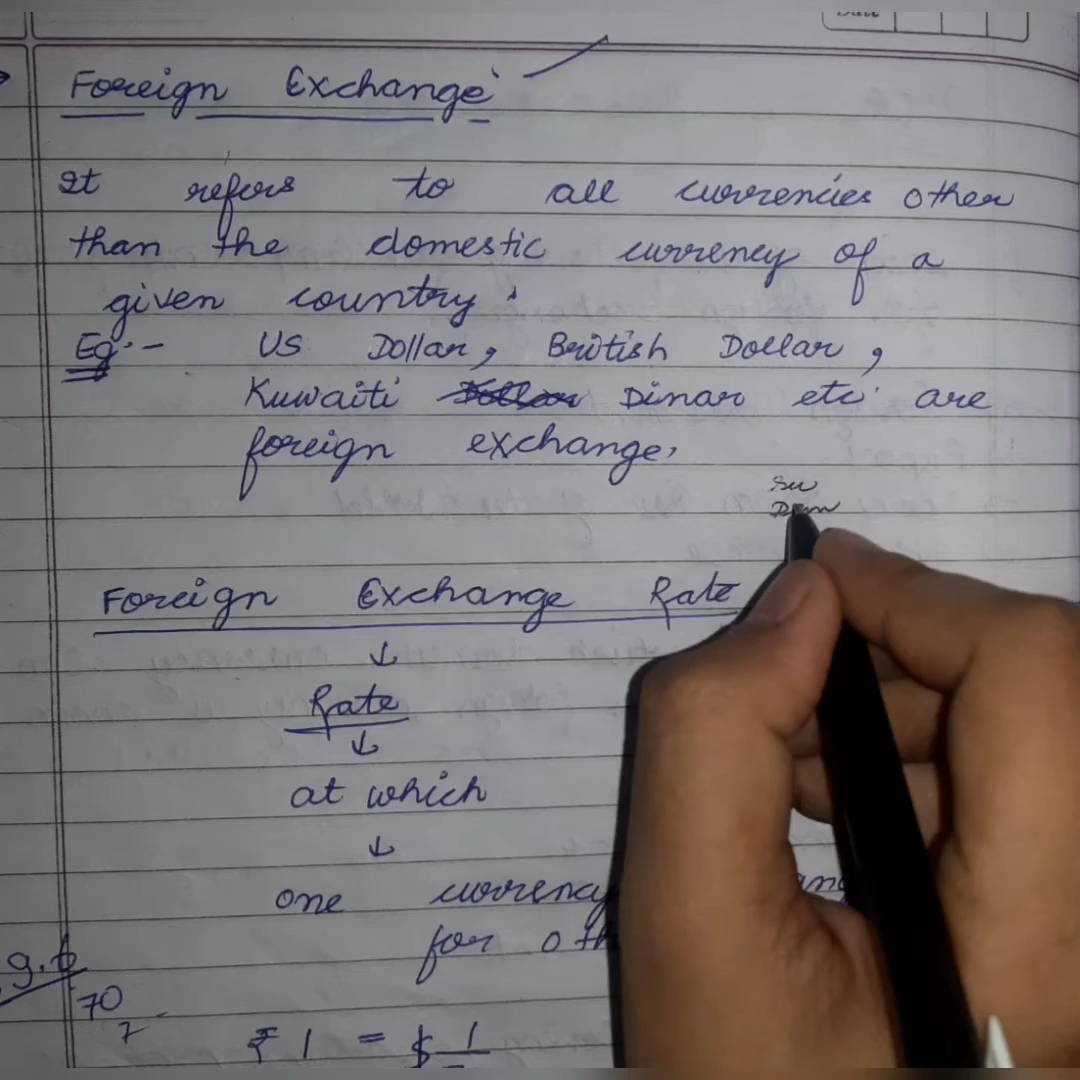 Foreign Exchange
It refers to all currencies other
than the domestic currency of a
given country.
Eg:- US Dollar, British Dollar,
Kuwaiti Dinar etc. are
foreign exchange.
Su
Foreign Exchange Rate
↓
Rate
↓
at which
↓
one currency
for
70
7
₹ 1 = $ 1